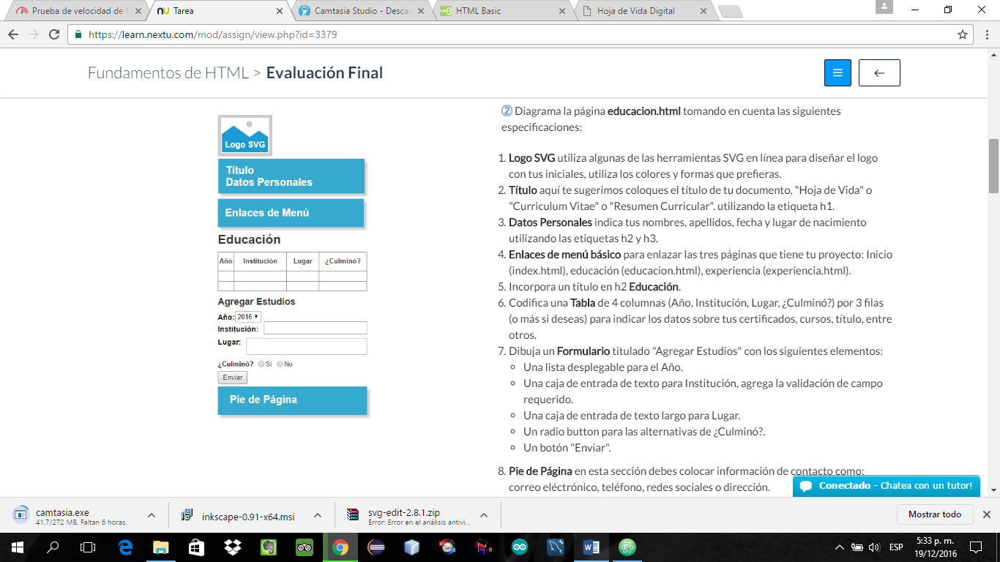 Prueba de velocidad de
Tarea
Camtasia Studio - Descar
HTML Basic
Hoja de Vida Digital
https://learn.nextu.com/mod/assign/view.php?id=3379
Fundamentos de HTML > Evaluación Final
Logo SVG
Título
Datos Personales
Enlaces de Menú
Educación
Año Institución Lugar ¿Culminó?
Agregar Estudios
Año: 2016
Institución:
Lugar:
¿Culminó? Si No
Enviar
Pie de Página
2 Diagrama la página educacion.html tomando en cuenta las siguientes
especificaciones:
1. Logo SVG utiliza algunas de las herramientas SVG en línea para diseñar el logo
con tus iniciales, utiliza los colores y formas que prefieras.
2. Título aquí te sugerimos coloques el título de tu documento, "Hoja de Vida" o
"Curriculum Vitae" o "Resumen Curricular". utilizando la etiqueta h1.
3. Datos Personales indica tus nombres, apellidos, fecha y lugar de nacimiento
utilizando las etiquetas h2 y h3.
4. Enlaces de menú básico para enlazar las tres páginas que tiene tu proyecto: Inicio
(index.html), educación (educacion.html), experiencia (experiencia.html).
5. Incorpora un título en h2 Educación.
6. Codifica una Tabla de 4 columnas (Año, Institución, Lugar, ¿Culminó?) por 3 filas
(o más si deseas) para indicar los datos sobre tus certificados, cursos, título, entre
otros.
7. Dibuja un Formulario titulado "Agregar Estudios" con los siguientes elementos:
Una lista desplegable para el Año.
Una caja de entrada de texto para Institución, agrega la validación de campo
requerido.
Una caja de entrada de texto largo para Lugar.
Un radio button para las alternativas de ¿Culminó?.
Un botón "Enviar".
8. Pie de Página en esta sección debes colocar información de contacto como:
correo eléctrónico, teléfono, redes sociales o dirección.
Conectado - Chatea con un tutor!
camtasia.exe
41,7/272 MB, Faltan 6 horas.
inkscape-0.91-x64.msi
svg-edit-2.8.1.zip
Error: Error en el análisis antivi...
Mostrar todo
ESP
5:33 p. m.
19/12/2016